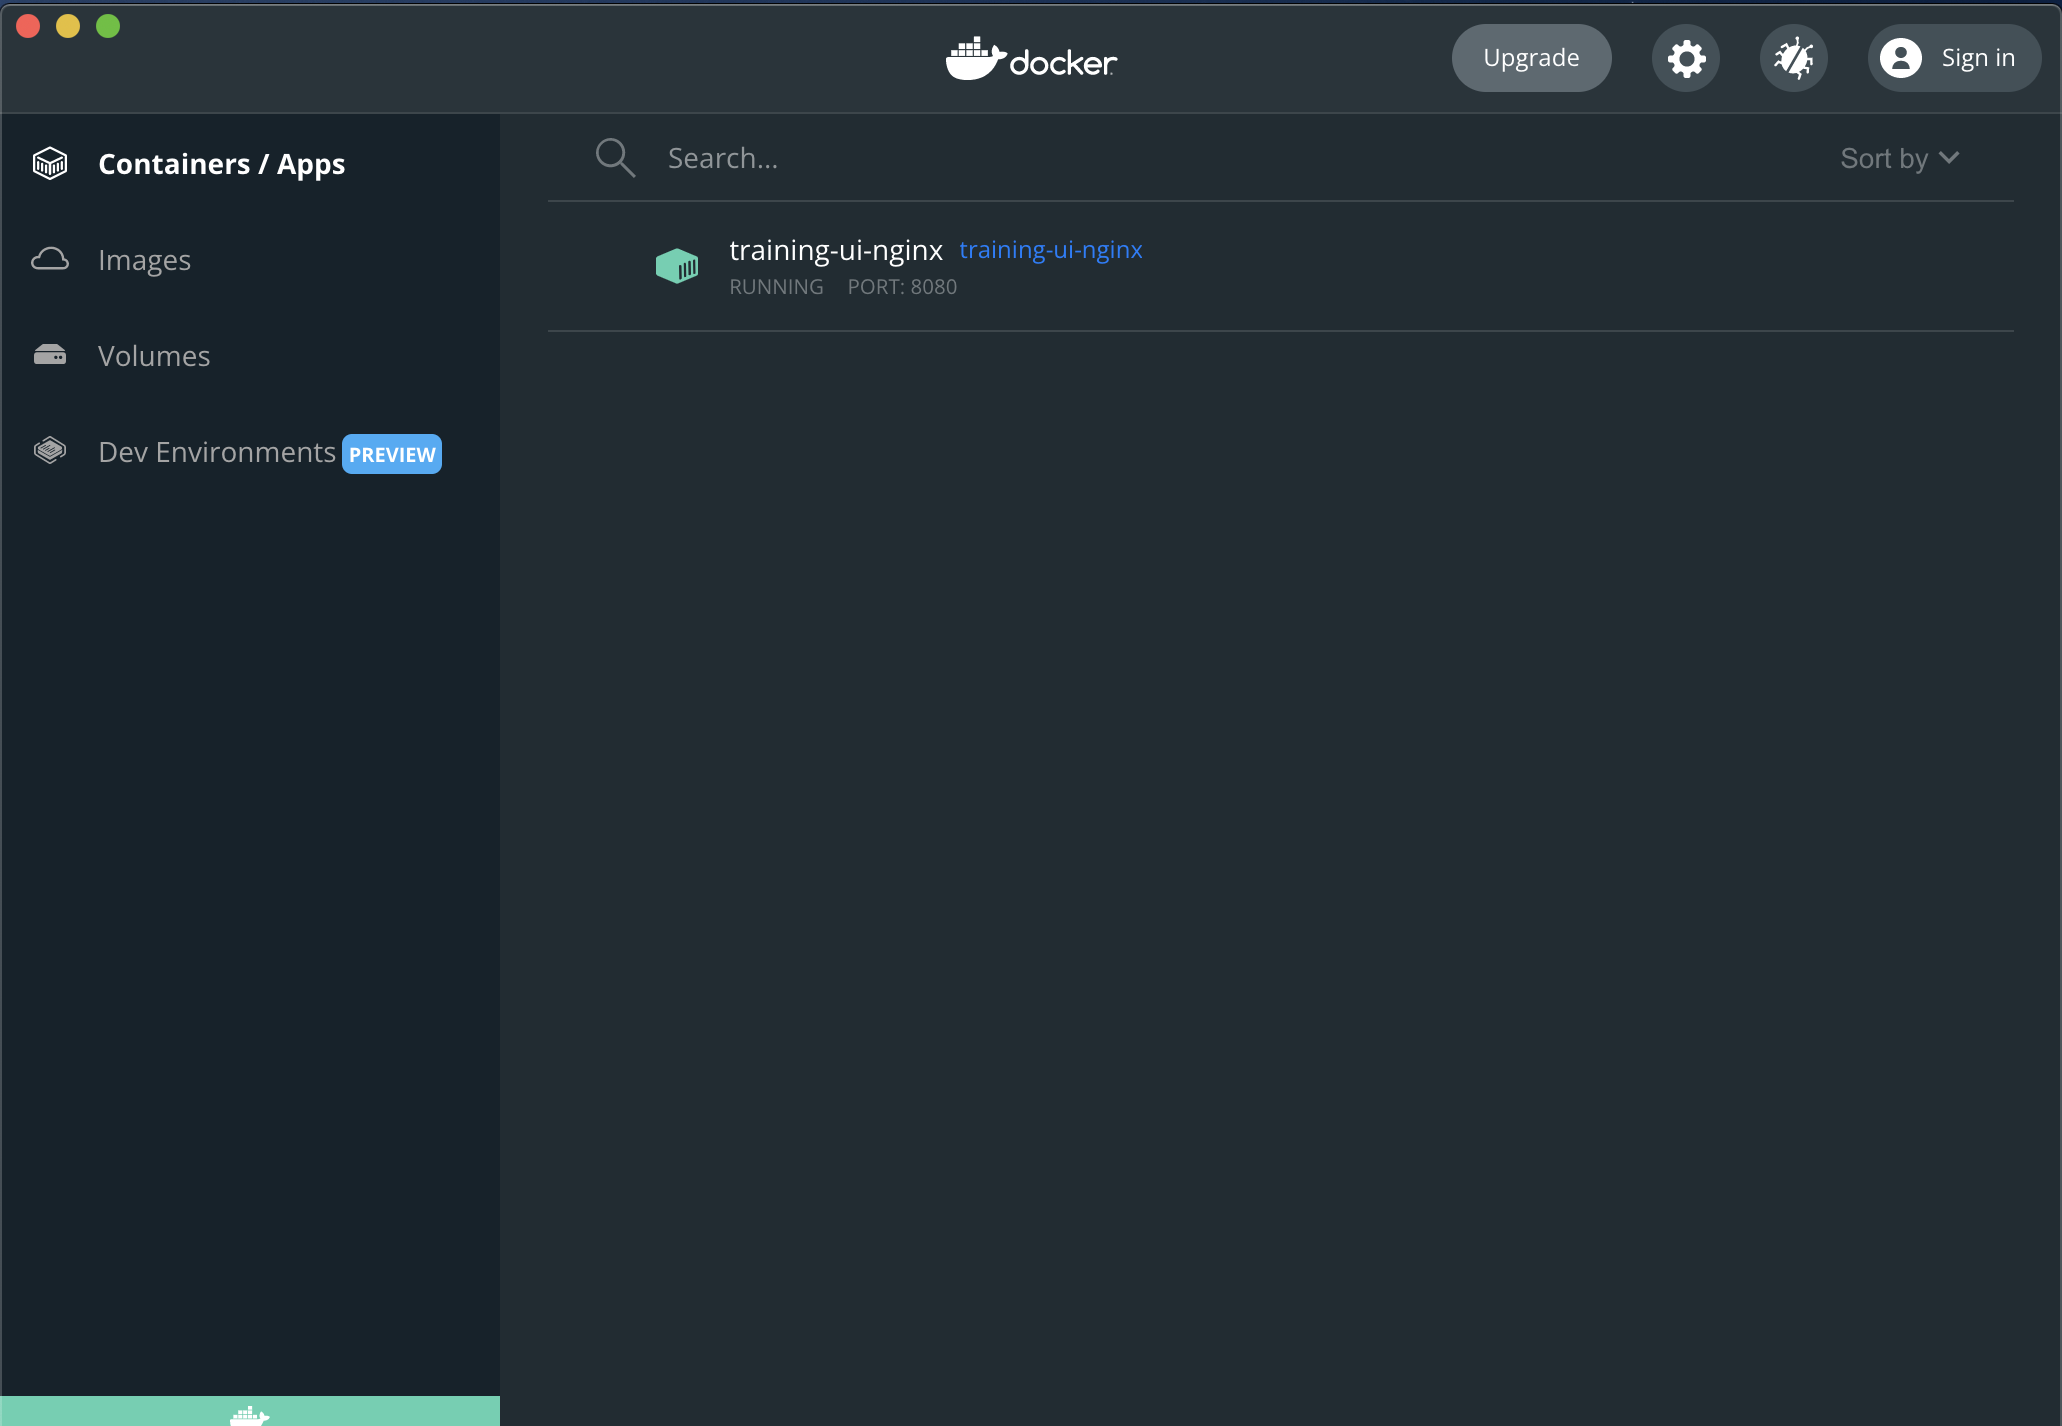 docker
Upgrade
Sign in
Containers / Apps
Images
Volumes
Dev Environments PREVIEW
Search...
Sort by
training-ui-nginx training-ui-nginx
RUNNING PORT: 8080